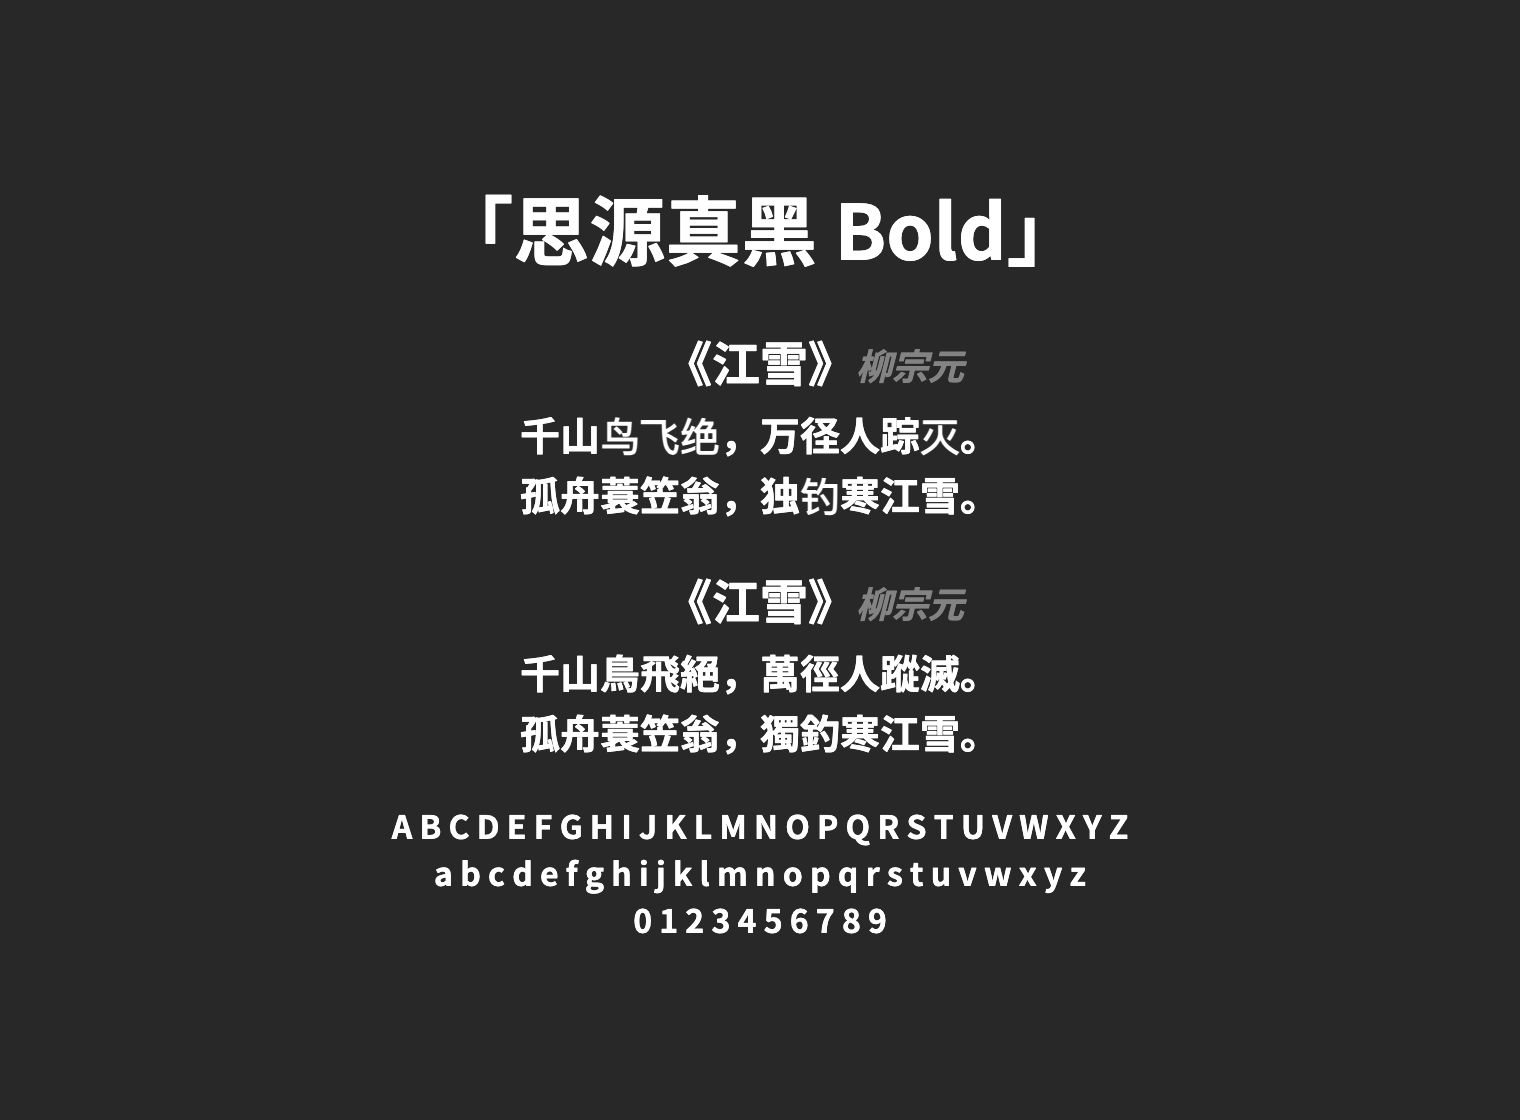 「思源真黑 Bold」
《江雪》 柳宗元
千山鸟飞绝，万径人踪灭。
孤舟蓑笠翁，独钓寒江雪。
《江雪》 柳宗元
千山鳥飛絕，萬徑人蹤滅。
孤舟蓑笠翁，獨釣寒江雪。
A B C D E F G H I J K L M N O P Q R S T U V W X Y Z
a b c d e f g h i j k l m n o p q r s t u v w x y z
0 1 2 3 4 5 6 7 8 9